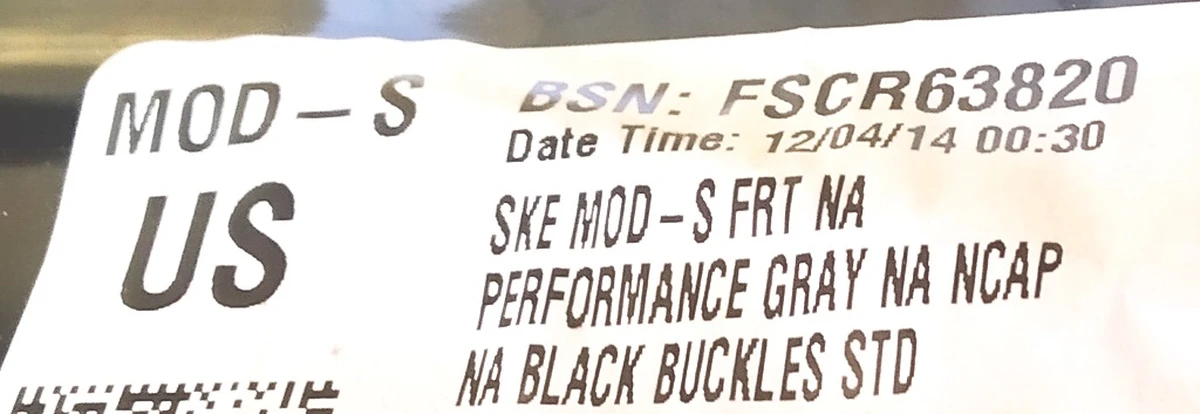 MOD-S
US
BSN: FSCR63820
Date Time: 12/04/14 00:30
SKE MOD-S FRT NA
PERFORMANCE GRAY NA NCAP
NA BLACK BUCKLES STD